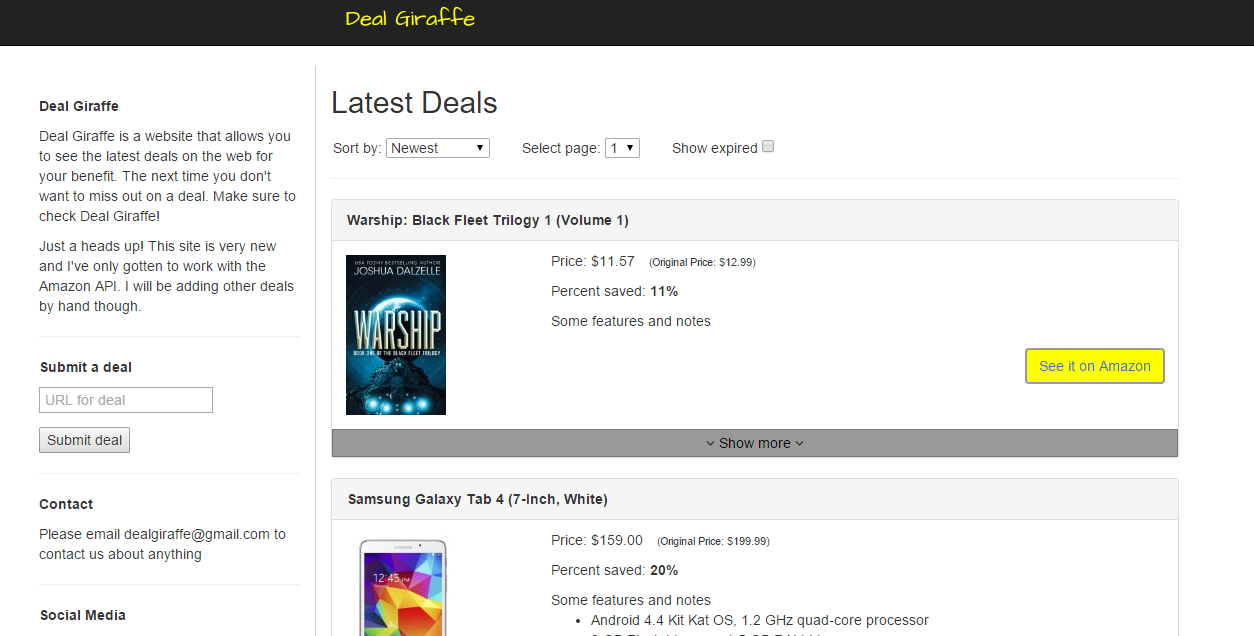 Deal Giraffe
Deal Giraffe
Deal Giraffe is a website that allows you
to see the latest deals on the web for
your benefit. The next time you don't
want to miss out on a deal. Make sure to
check Deal Giraffe!
Just a heads up! This site is very new
and I've only gotten to work with the
Amazon API. I will be adding other deals
by hand though.
Submit a deal
URL for deal
Submit deal
Contact
Please email dealgiraffe@gmail.com to
contact us about anything
Social Media
Latest Deals
Sort by: Newest Select page: 1 Show expired
Warship: Black Fleet Trilogy 1 (Volume 1)
USA TODAY BESTSELLING AUTHOR
JOSHUA DALZELLE
WARSHIP
BOOK ONE OF THE BLACK FLEET TRILOGY
Price: $11.57 (Original Price: $12.99)
Percent saved: 11%
Some features and notes
See it on Amazon
Show more
Samsung Galaxy Tab 4 (7-Inch, White)
SAMSUNG
12:45 PM
Price: $159.00 (Original Price: $199.99)
Percent saved: 20%
Some features and notes
• Android 4.4 Kit Kat OS, 1.2 GHz quad-core processor